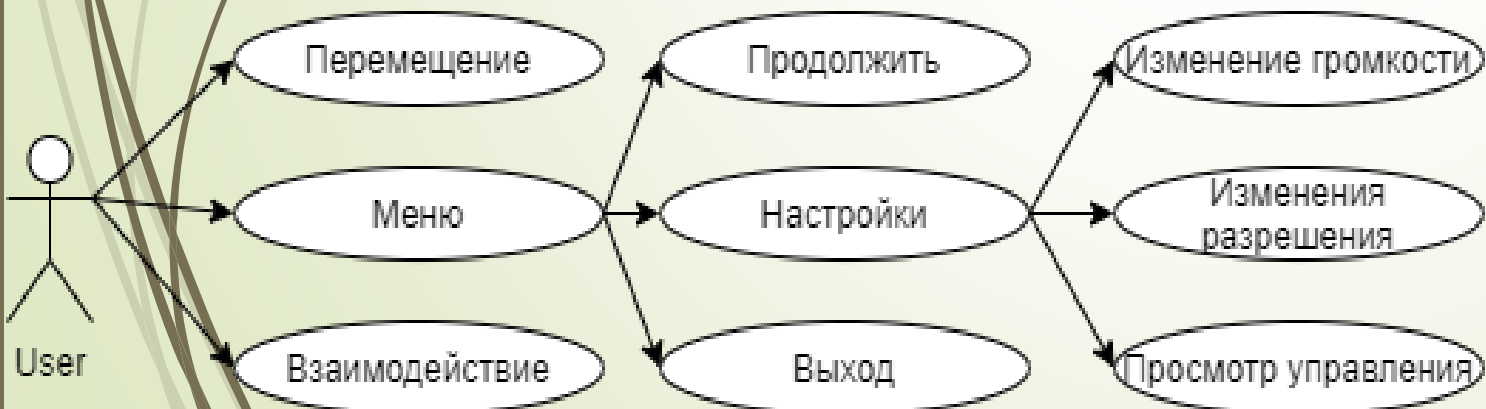 Перемещение
Продолжить
Изменение громкости
Меню
Настройки
Изменения
разрешения
User
Взаимодействие
Выход
Просмотр управления